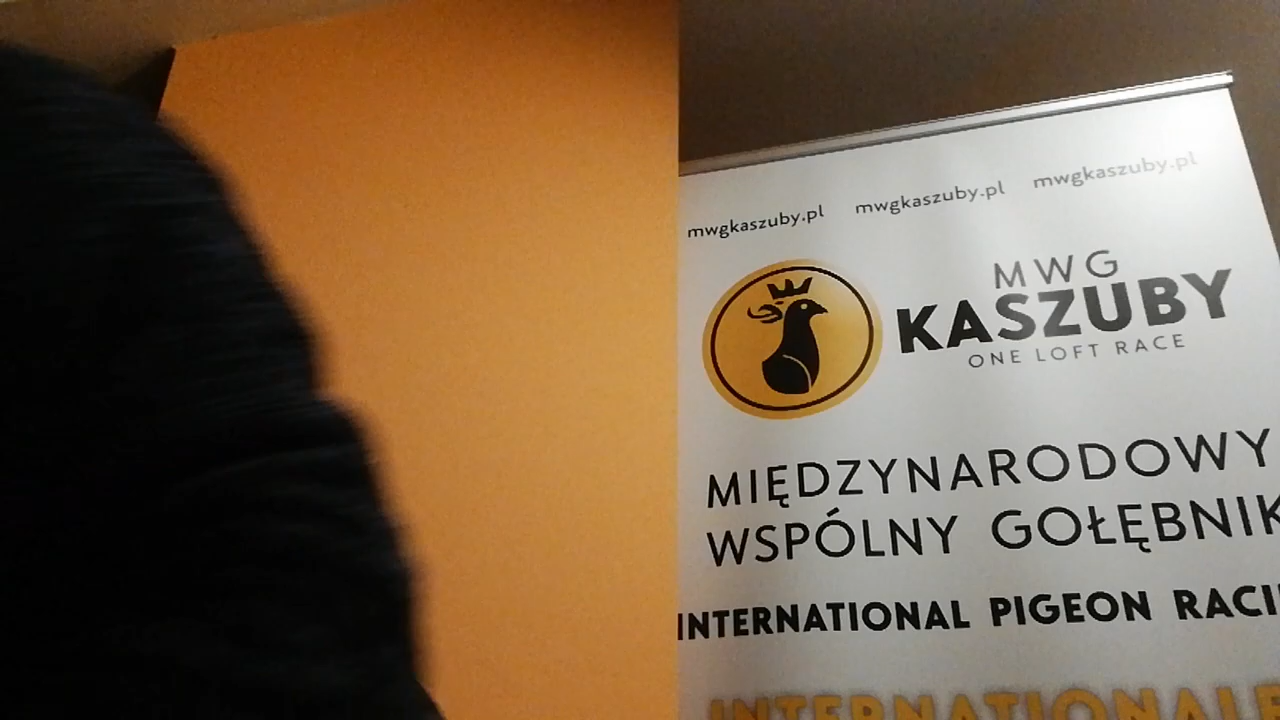 mwgkaszuby.pl mwgkaszuby.pl mwgkaszuby.pl
MWG
KASZUBY
ONE LOFT RACE
MIĘDZYNARODOWY
WSPÓLNY GOŁĘBNIK
INTERNATIONAL PIGEON